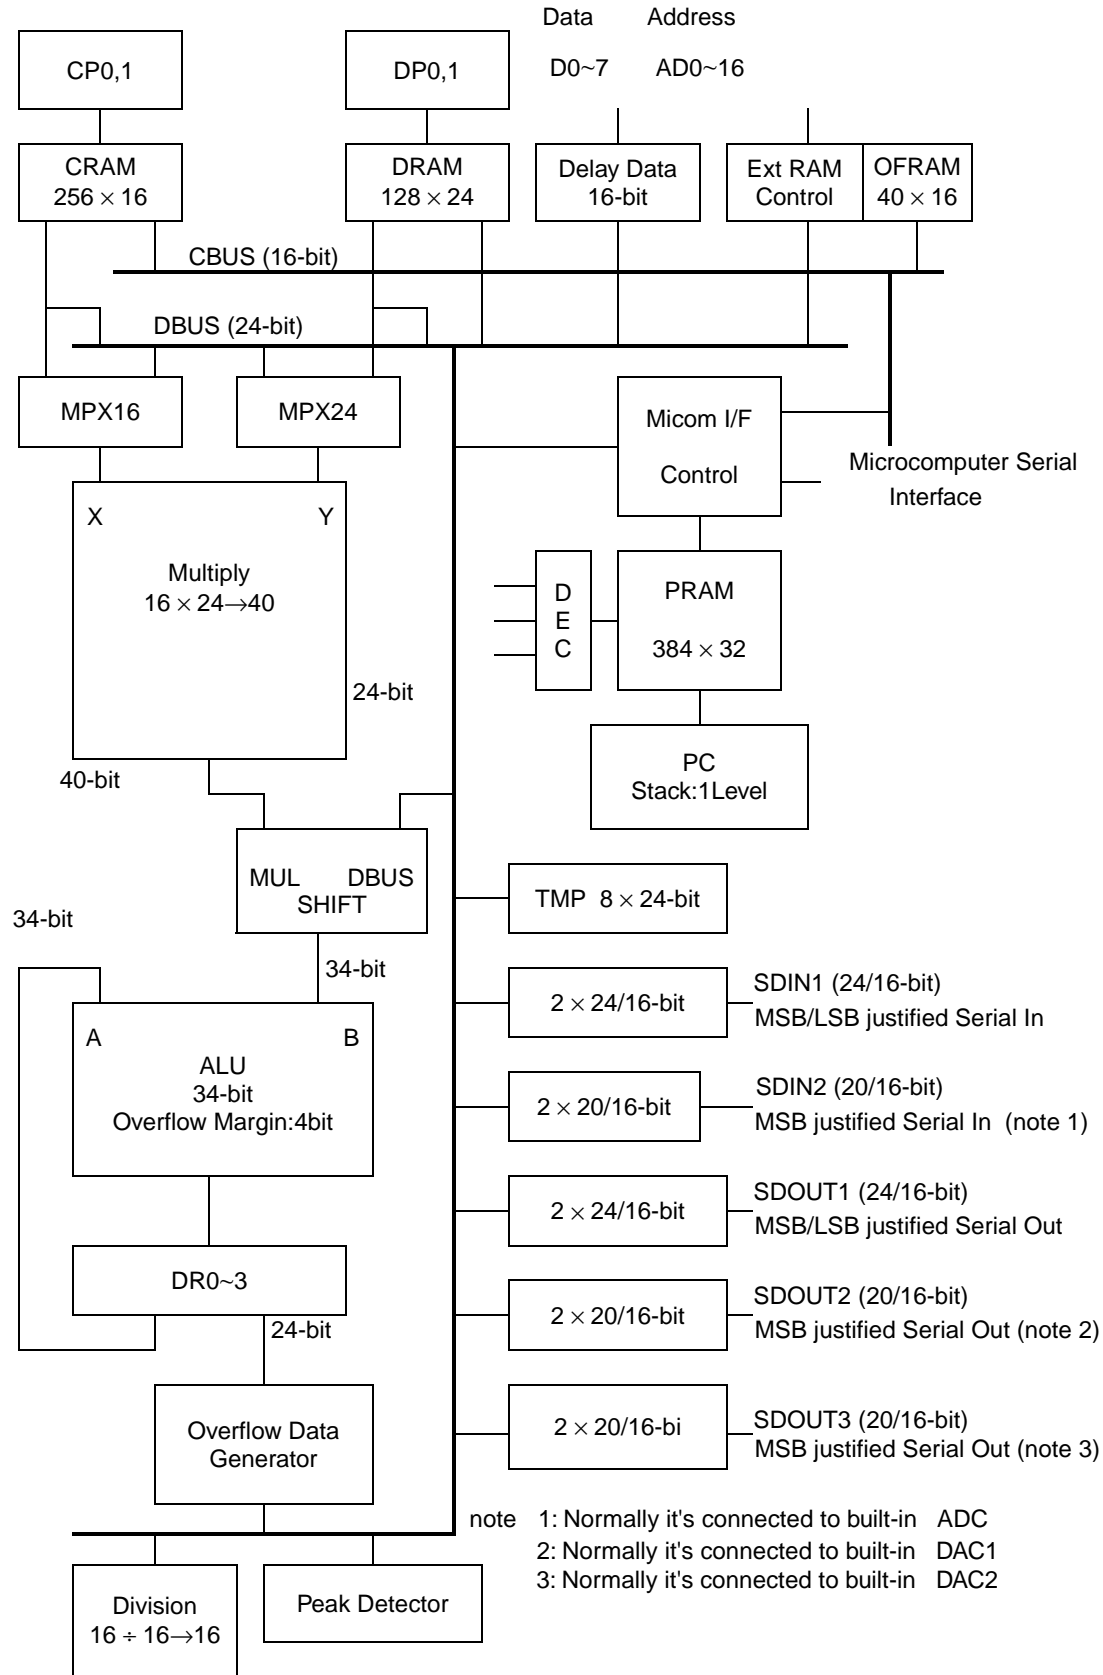 Data Address
D0~7 AD0~16
CP0,1
DP0,1
CRAM
256 × 16
DRAM
128 × 24
Delay Data
16-bit
Ext RAM
Control
OFRAM
40 × 16
CBUS (16-bit)
DBUS (24-bit)
MPX16
MPX24
Micom I/F
Control
Microcomputer Serial
Interface
X Y
Multiply
16 × 24→40
24-bit
40-bit
D
E
C
PRAM
384 × 32
PC
Stack:1Level
MUL DBUS
SHIFT
34-bit
34-bit
TMP 8 × 24-bit
A B
ALU
34-bit
Overflow Margin:4bit
2 × 24/16-bit
SDIN1 (24/16-bit)
MSB/LSB justified Serial In
2 × 20/16-bit
SDIN2 (20/16-bit)
MSB justified Serial In (note 1)
2 × 24/16-bit
SDOUT1 (24/16-bit)
MSB/LSB justified Serial Out
DR0~3
24-bit
2 × 20/16-bit
SDOUT2 (20/16-bit)
MSB justified Serial Out (note 2)
Overflow Data
Generator
2 × 20/16-bi
SDOUT3 (20/16-bit)
MSB justified Serial Out (note 3)
note 1: Normally it's connected to built-in ADC
2: Normally it's connected to built-in DAC1
3: Normally it's connected to built-in DAC2
Division
16 ÷ 16→16
Peak Detector